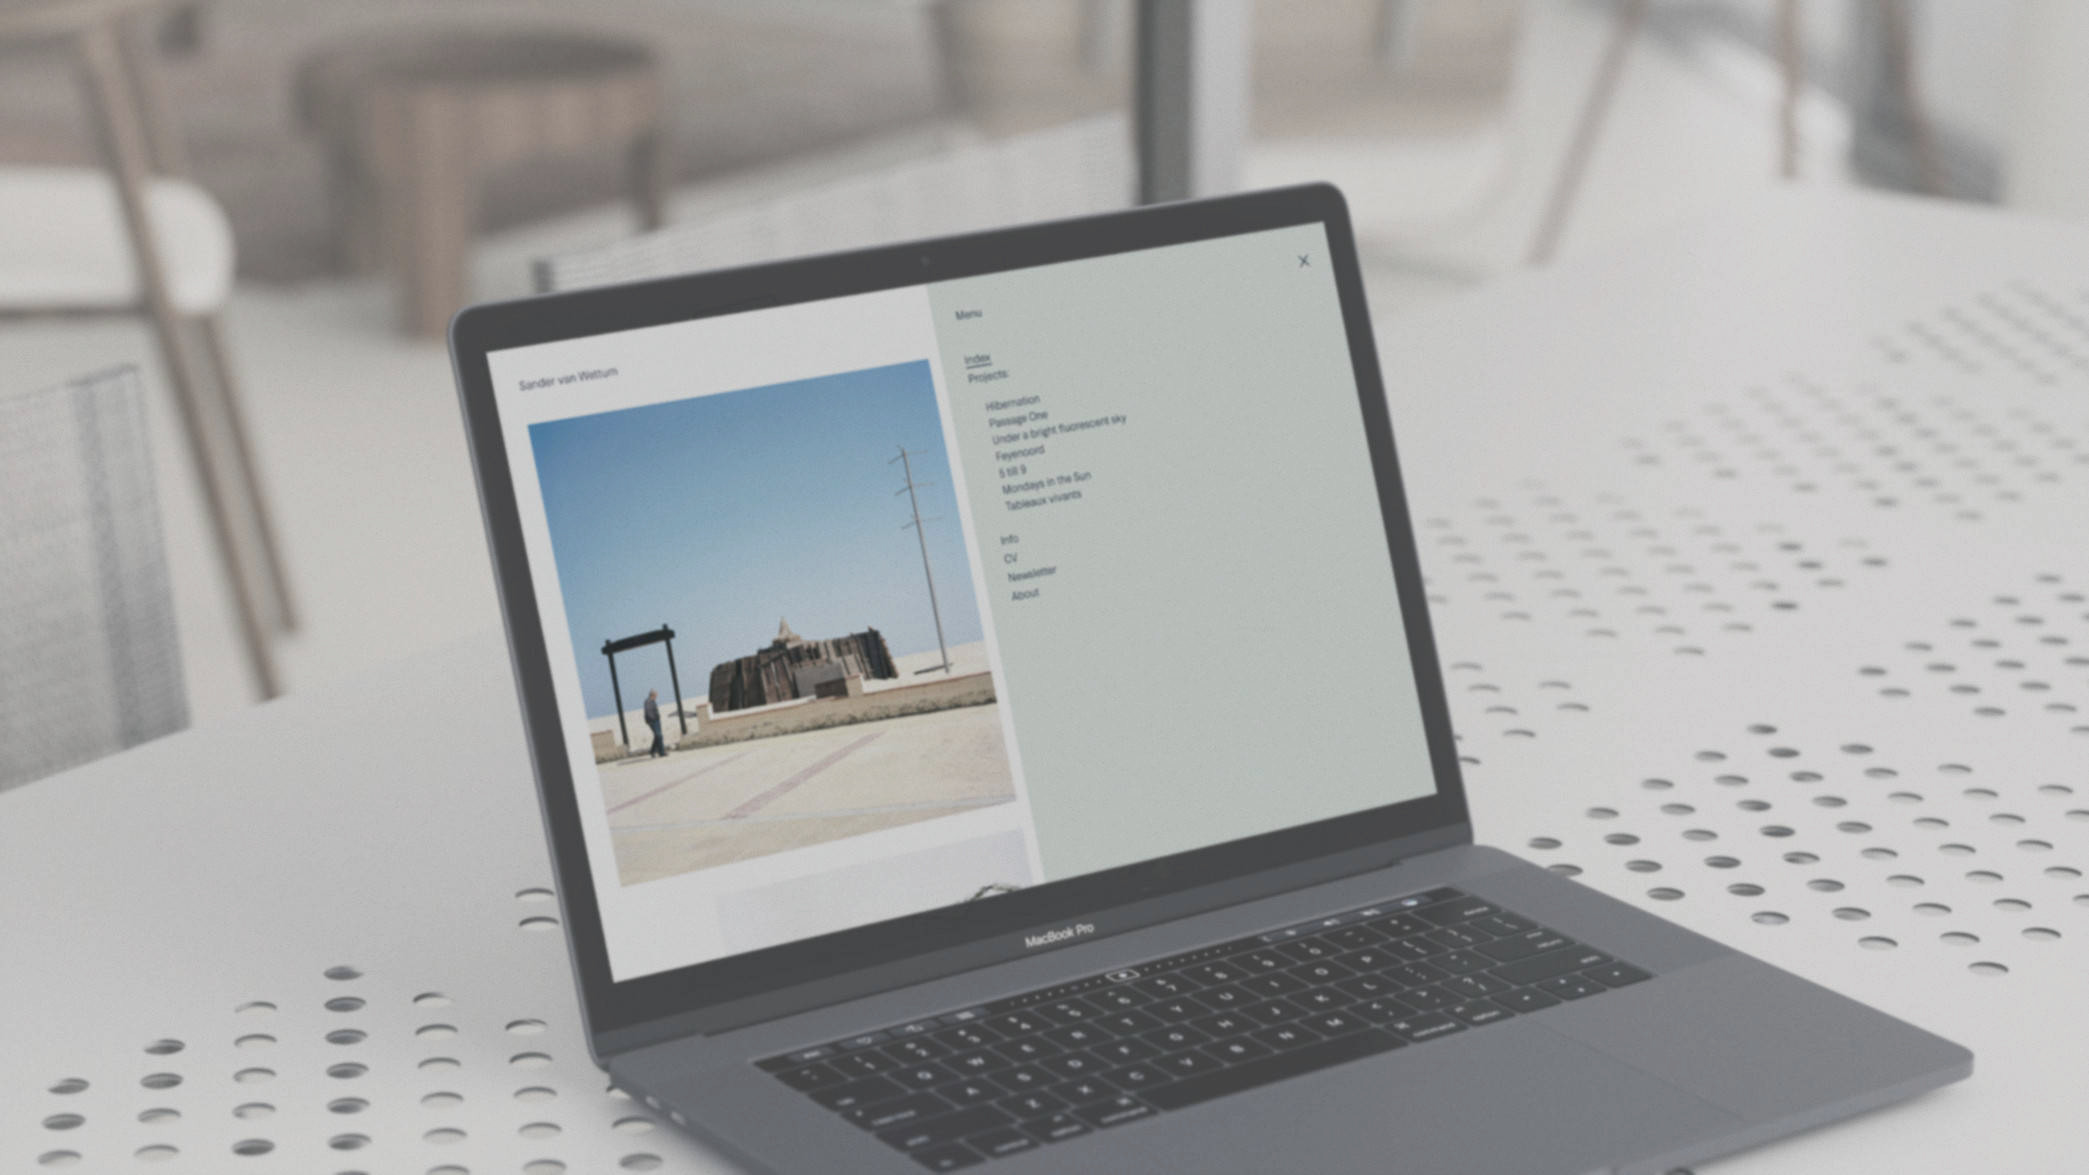 Sander van Wettum
Menu
Index
Projects:
Hibernation
Passage One
Under a bright fluorescent sky
Feyenoord
5 till 9
Mondays in the Sun
Tableaux vivants
Info
CV
Newsletter
About
MacBook Pro